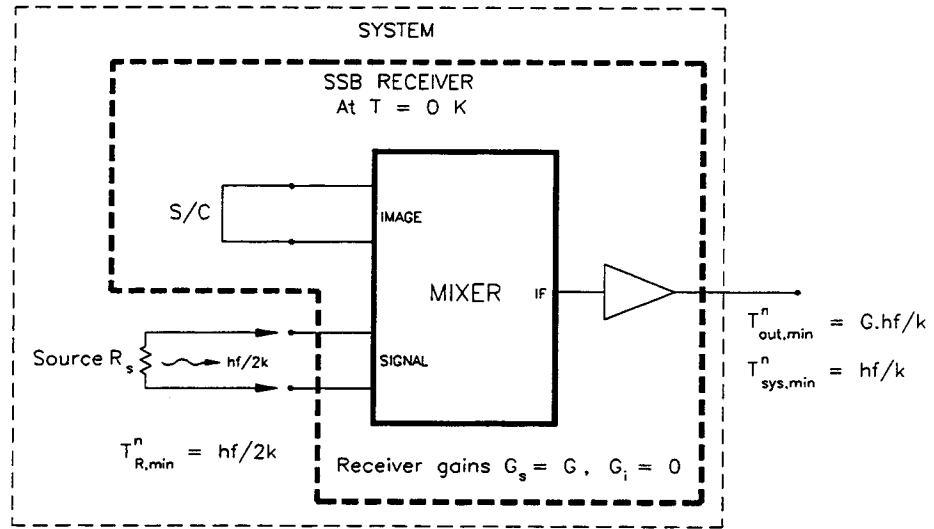 SYSTEM
SSB RECEIVER
At T = 0 K
S/C
IMAGE
MIXER
IF
SIGNAL
Source R_s
hf/2k
T^n_out,min = G.hf/k
T^n_sys,min = hf/k
T^n_R,min = hf/2k
Receiver gains G_s = G , G_i = 0